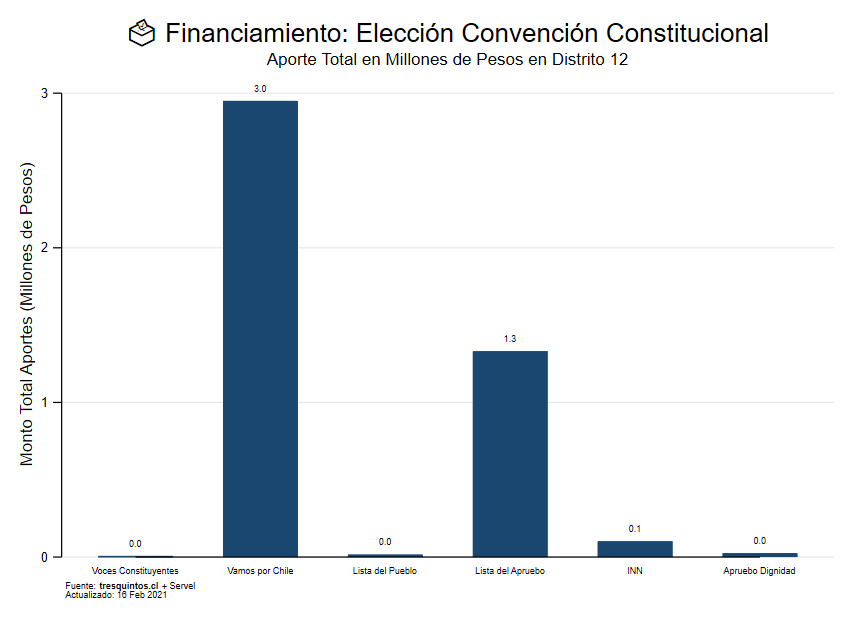 Financiamiento: Elección Convención Constitucional
Aporte Total en Millones de Pesos en Distrito 12
Monto Total Aportes (Millones de Pesos)
3
2
1
0
0.0
3.0
0.0
1.3
0.1
0.0
Voces Constituyentes
Vamos por Chile
Lista del Pueblo
Lista del Apruebo
INN
Apruebo Dignidad
Fuente: tresquintos.cl + Servel
Actualizado: 16 Feb 2021